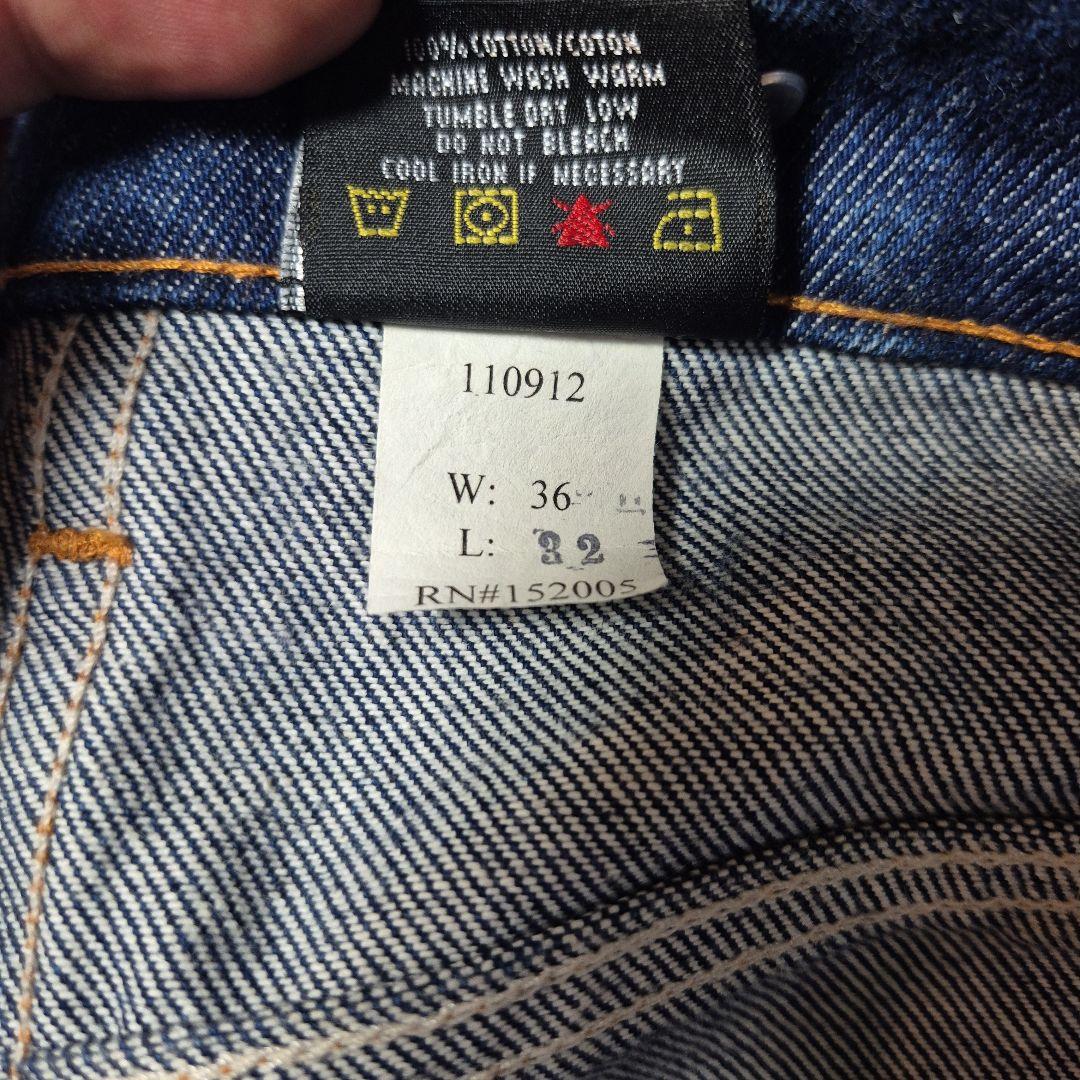 100% COTTON/COTON
MACHINE WASH WARM
TUMBLE DRY LOW
DO NOT BLEACH
COOL IRON IF NECESSARY
110912
W: 36
L: 32
RN#152005